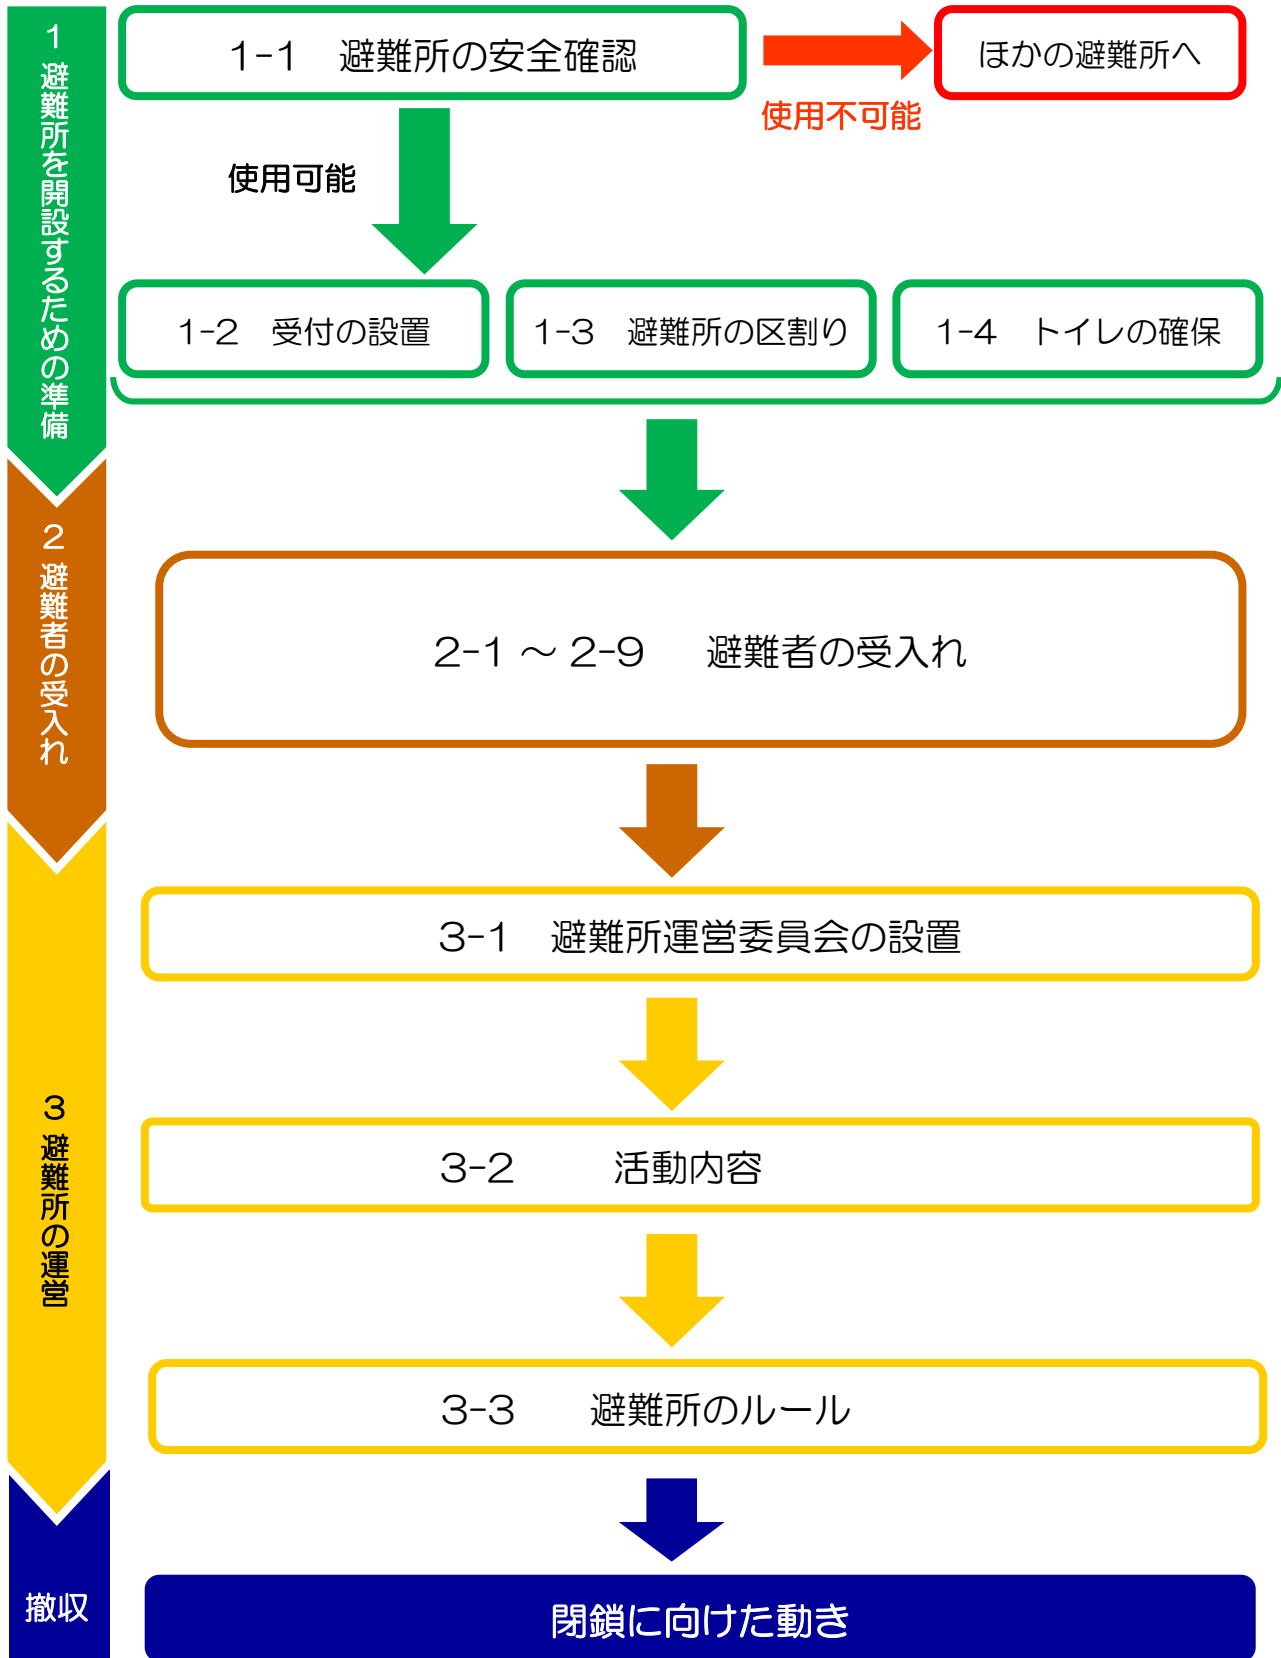 1 避難所を開設するための準備
1-1 避難所の安全確認
ほかの避難所へ
使用不可能
使用可能
1-2 受付の設置
1-3 避難所の区割り
1-4 トイレの確保
2 避難者の受入れ
2-1 ～ 2-9 避難者の受入れ
3 避難所の運営
3-1 避難所運営委員会の設置
3-2 活動内容
3-3 避難所のルール
撤収
閉鎖に向けた動き